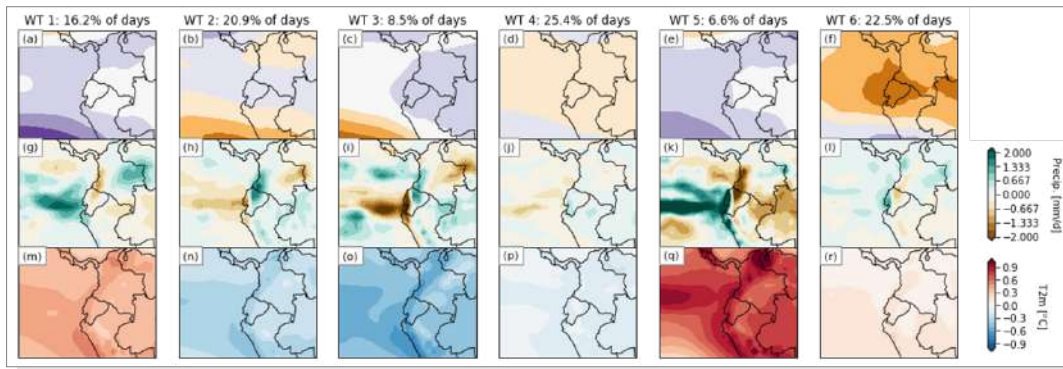 WT 1: 16.2% of days WT 2: 20.9% of days WT 3: 8.5% of days WT 4: 25.4% of days WT 5: 6.6% of days WT 6: 22.5% of days
(a) (b) (c) (d) (e) (f)
(g) (h) (i) (j) (k) (l)
2.000
1.333
0.667
0.000
−0.667
−1.333
−2.000
Precip. [mm/d]
(m) (n) (o) (p) (q) (r)
0.9
0.6
0.3
−0.3
−0.6
−0.9
T2m [°C]